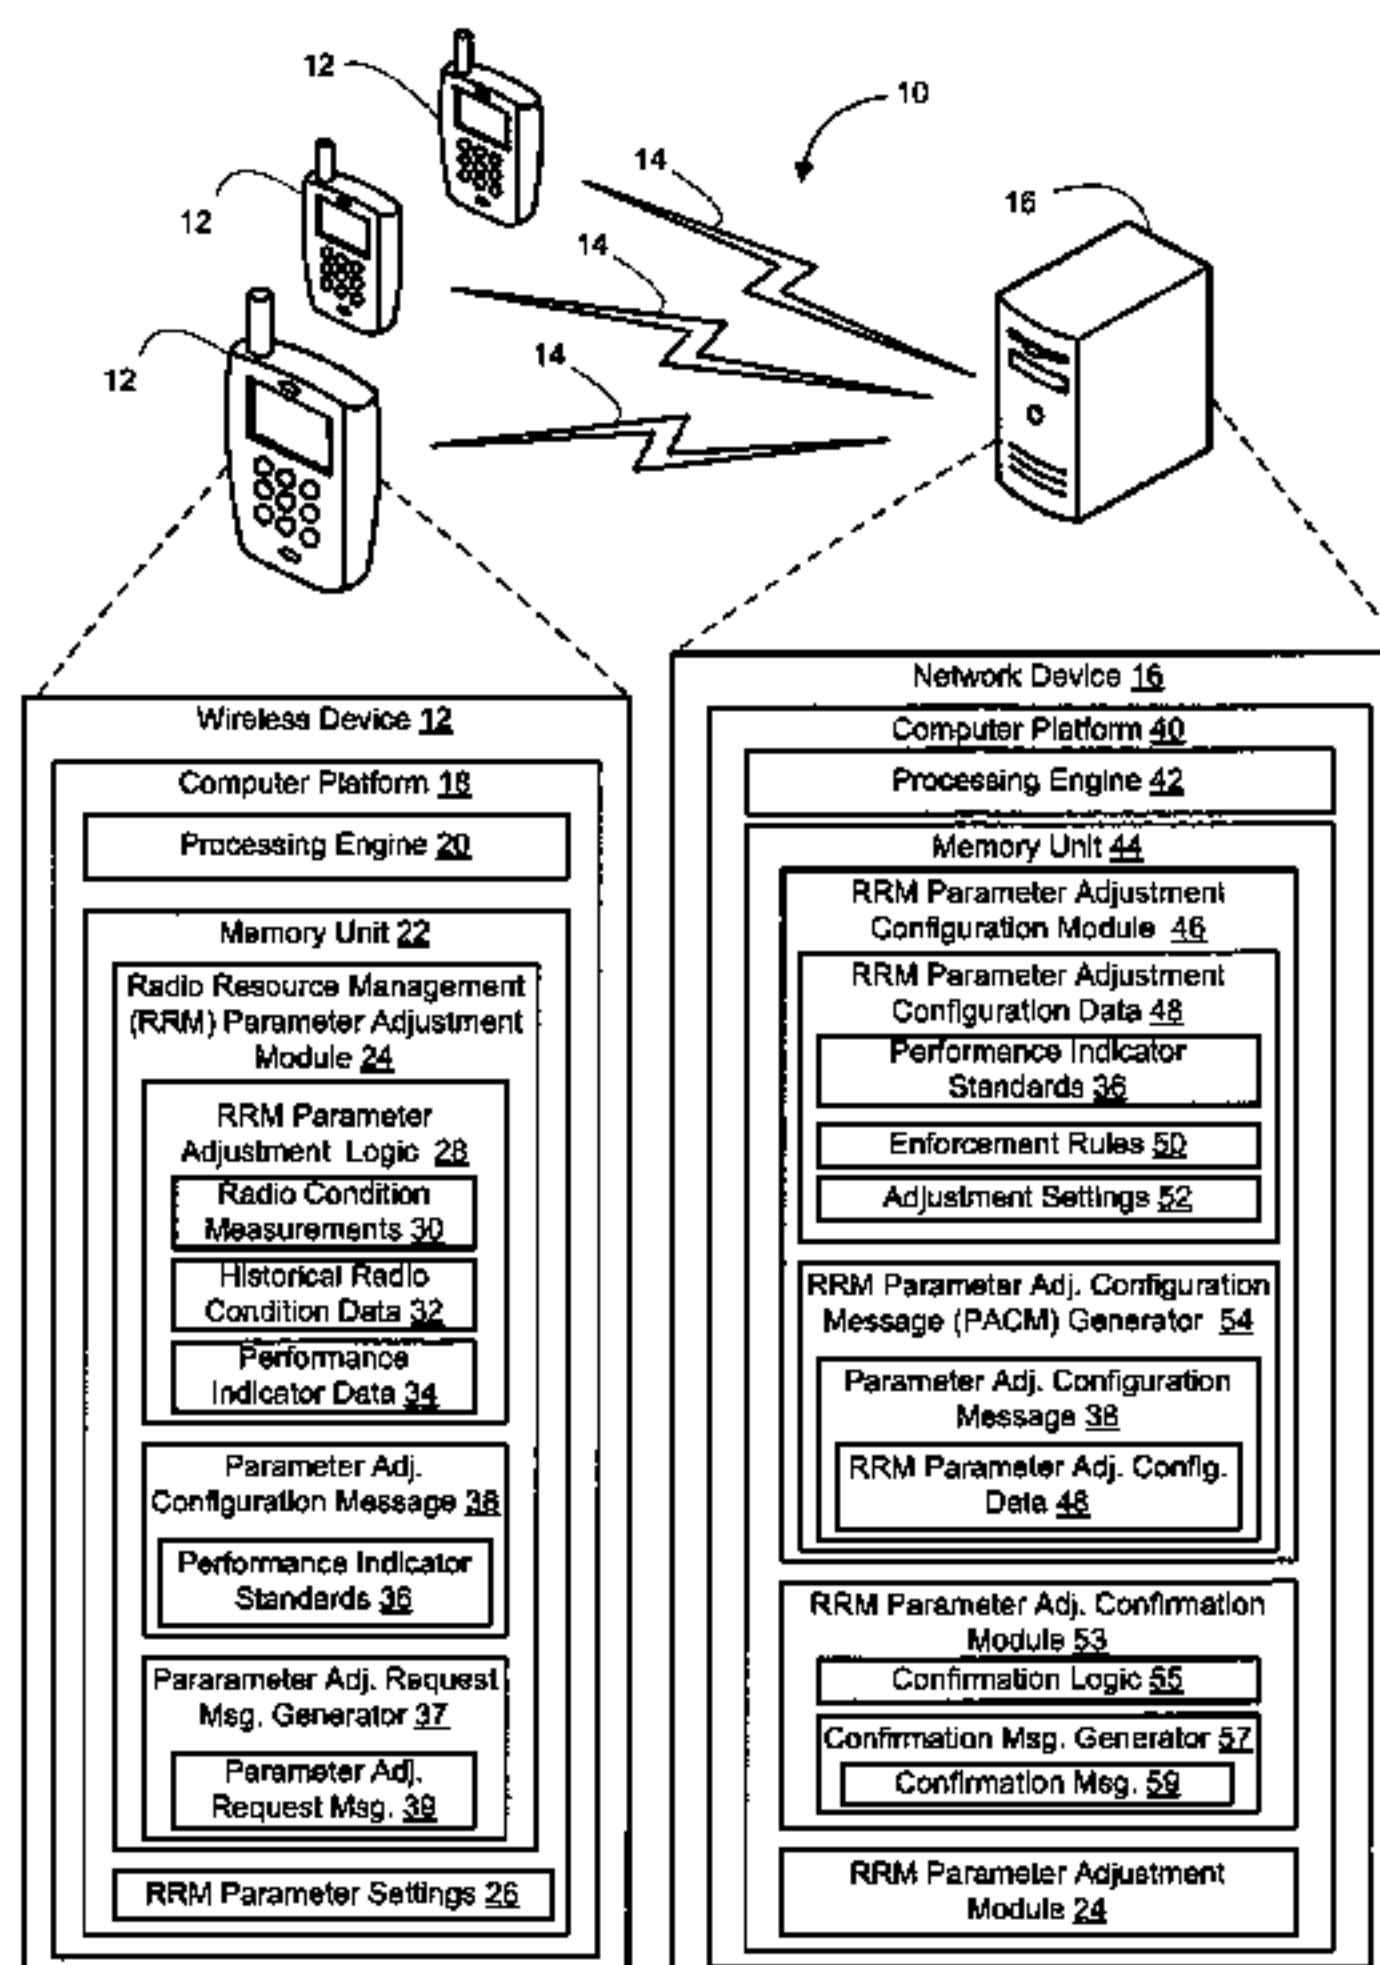 12
10
14
12
16
14
12
14
Wireless Device 12
Computer Platform 18
Processing Engine 20
Memory Unit 22
Radio Resource Management
(RRM) Parameter Adjustment
Module 24
RRM Parameter
Adjustment Logic 28
Radio Condition
Measurements 30
Historical Radio
Condition Data 32
Performance
Indicator Data 34
Parameter Adj.
Configuration Message 38
Performance Indicator
Standards 36
Pararameter Adj. Request
Msg. Generator 37
Parameter Adj.
Request Msg. 39
RRM Parameter Settings 26
Network Device 16
Computer Platform 40
Processing Engine 42
Memory Unit 44
RRM Parameter Adjustment
Configuration Module 46
RRM Parameter Adjustment
Configuration Data 48
Performance Indicator
Standards 36
Enforcement Rules 50
Adjustment Settings 52
RRM Parameter Adj. Configuration
Message (PACM) Generator 54
Parameter Adj. Configuration
Message 38
RRM Parameter Adj. Config.
Data 48
RRM Parameter Adj. Confirmation
Module 53
Confirmation Logic 55
Confirmation Msg. Generator 57
Confirmation Msg. 59
RRM Parameter Adjustment
Module 24